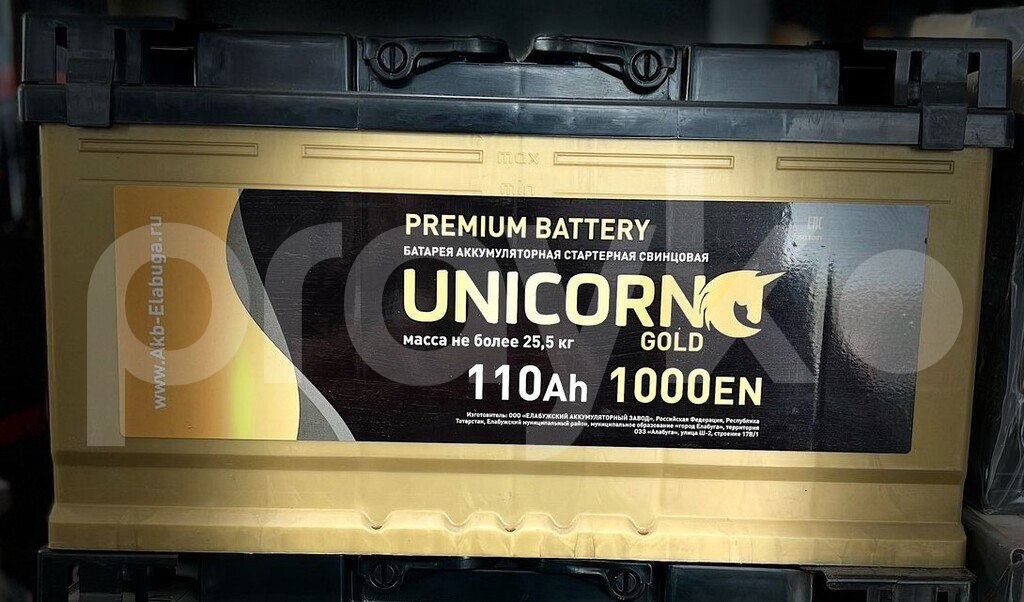 max
min
PREMIUM BATTERY
БАТАРЕЯ АККУМУЛЯТОРНАЯ СТАРТЕРНАЯ СВИНЦОВАЯ
UNICORN
GOLD
масса не более 25,5 кг
110Ah 1000EN
Изготовитель: ООО «ЕЛАБУЖСКИЙ АККУМУЛЯТОРНЫЙ ЗАВОД», Российская Федерация, Республика
Татарстан, Елабужский муниципальный район, муниципальное образование «город Елабуга», территория
ОЭЗ «Алабуга», улица Ш-2, строение 17В/1
www.Akb-Elabuga.ru
EAC
prayko